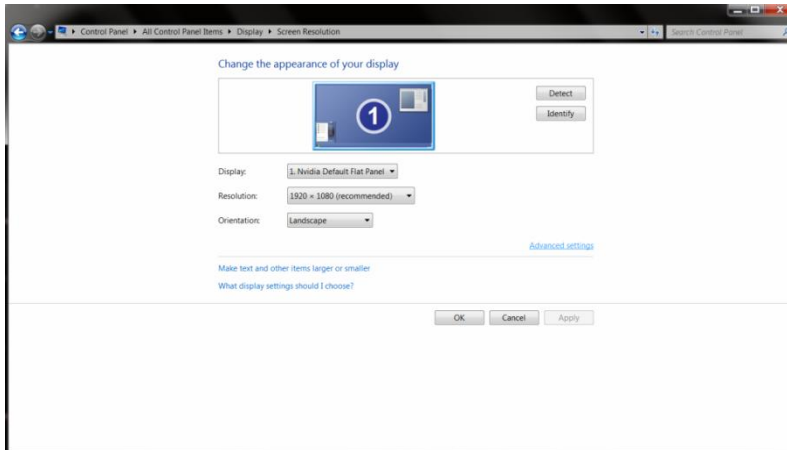 Control Panel ▸ All Control Panel Items ▸ Display ▸ Screen Resolution
Search Control Panel
Change the appearance of your display
1
Detect
Identify
Display: 1. Nvidia Default Flat Panel
Resolution: 1920 × 1080 (recommended)
Orientation: Landscape
Advanced settings
Make text and other items larger or smaller
What display settings should I choose?
OK Cancel Apply